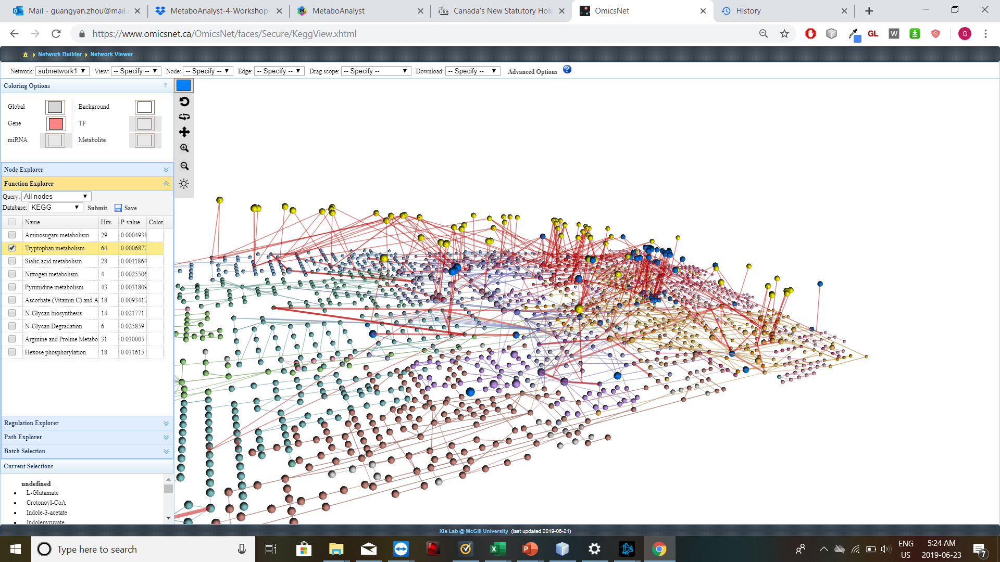 Mail - guangyan.zhou@mail. MetaboAnalyst-4-Workshop- MetaboAnalyst Canada's New Statutory Holi OmicsNet History
https://www.omicsnet.ca/OmicsNet/faces/Secure/KeggView.xhtml GL W G
Network Builder Network Viewer
Network: subnetwork1 View: -- Specify -- Node: -- Specify -- Edge: -- Specify -- Drag scope: -- Specify -- Download: -- Specify -- Advanced Options ?
Coloring Options ?
Global Background
Gene TF
miRNA Metabolite
Node Explorer
Function Explorer
Query: All nodes
Database: KEGG Submit Save
Name Hits P-value Color
Aminosugars metabolism 29 0.0004938
Tryptophan metabolism 64 0.0006872
Sialic acid metabolism 28 0.0011864
Nitrogen metabolism 4 0.0025506
Pyrimidine metabolism 43 0.0031809
Ascorbate (Vitamin C) and A 18 0.0093417
N-Glycan biosynthesis 14 0.021771
N-Glycan Degradation 6 0.025859
Arginine and Proline Metabo 31 0.030005
Hexose phosphorylation 18 0.031615
Regulation Explorer
Path Explorer
Batch Selection
Current Selections
undefined
• L-Glutamate
• Crotonoyl-CoA
• Indole-3-acetate
• Indolepyruvate
Xia Lab @ McGill University (last updated 2019-06-21)
Type here to search
ENG 5:24 AM
US 2019-06-23 7